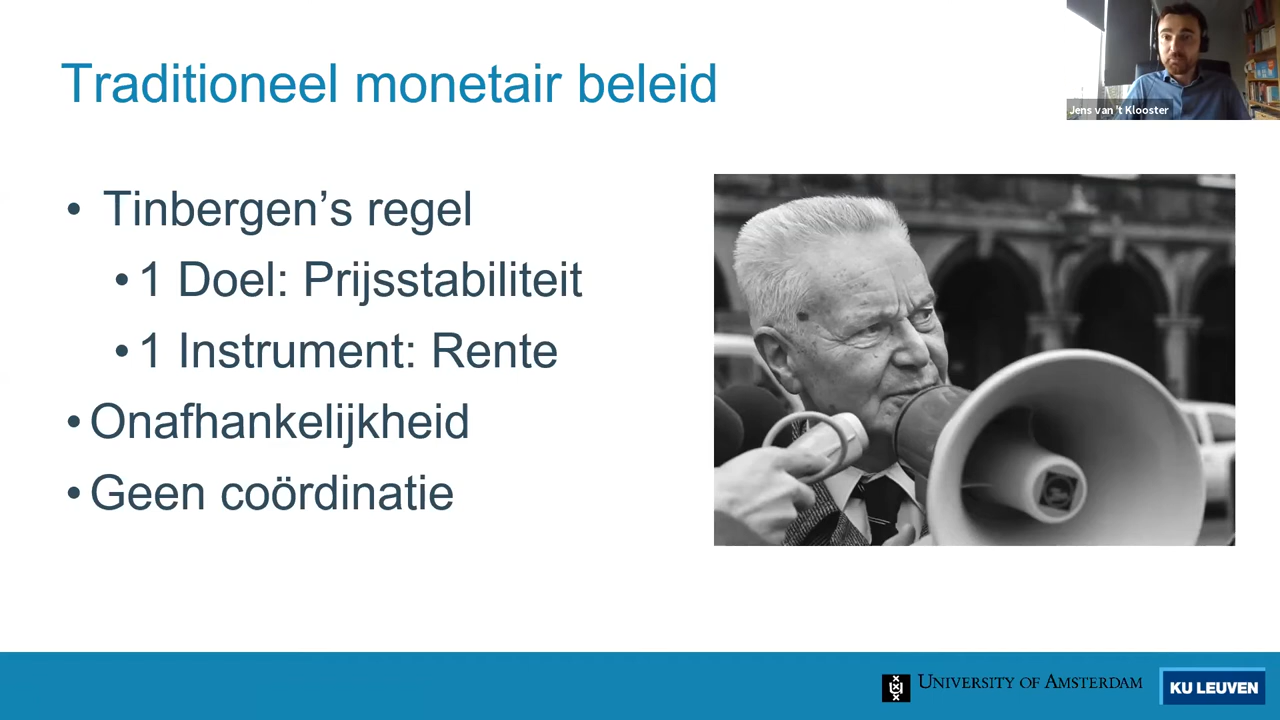 Traditioneel monetair beleid
Jens van 't Klooster
• Tinbergen’s regel
• 1 Doel: Prijsstabiliteit
• 1 Instrument: Rente
• Onafhankelijkheid
• Geen coördinatie
UNIVERSITY OF AMSTERDAM
KU LEUVEN